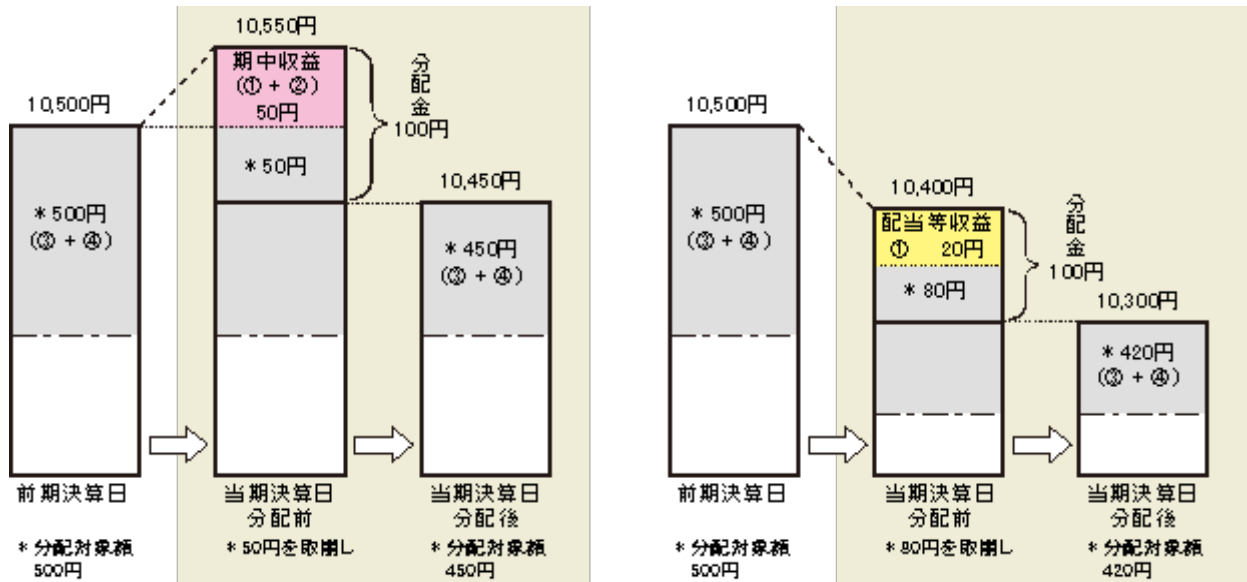 10,500円
* 500円
(③ + ④)
前期決算日
* 分配対象額
500円
10,550円
期中収益
(① + ②)
50円
* 50円
分配金
100円
当期決算日
分配前
* 50円を取崩し
10,450円
* 450円
(③ + ④)
当期決算日
分配後
* 分配対象額
450円
10,500円
* 500円
(③ + ④)
前期決算日
* 分配対象額
500円
10,400円
配当等収益
① 20円
* 80円
分配金
100円
当期決算日
分配前
* 80円を取崩し
10,300円
* 420円
(③ + ④)
当期決算日
分配後
* 分配対象額
420円